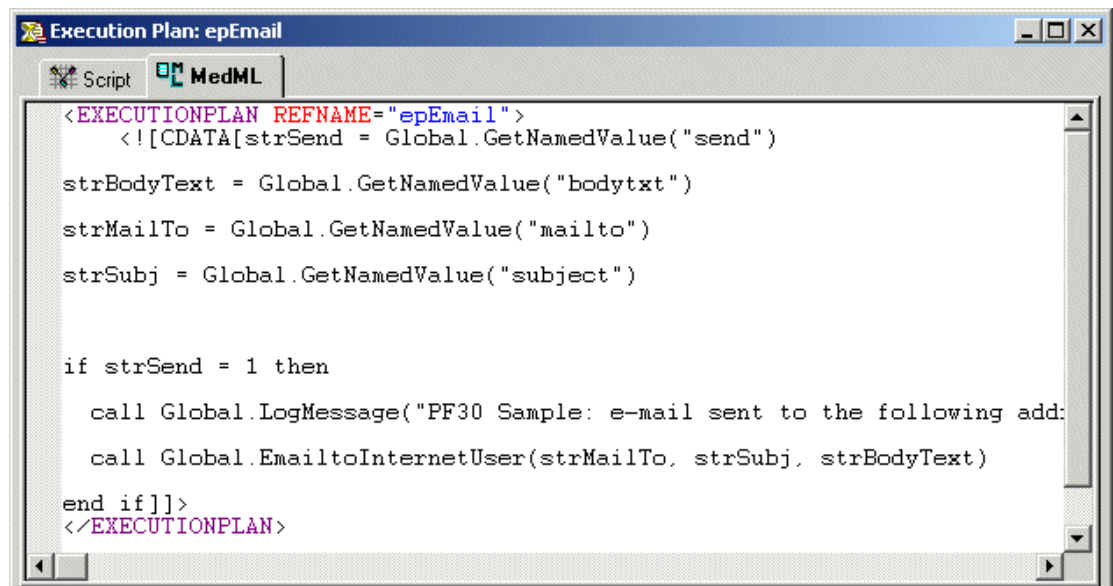 Execution Plan: epEmail
Script MedML
<EXECUTIONPLAN REFNAME="epEmail">
<![CDATA[strSend = Global.GetNamedValue("send")
strBodyText = Global.GetNamedValue("bodytxt")
strMailTo = Global.GetNamedValue("mailto")
strSubj = Global.GetNamedValue("subject")
if strSend = 1 then
call Global.LogMessage("PF30 Sample: e-mail sent to the following
call Global.EmailtoInternetUser(strMailTo, strSubj, strBodyText)
end if]]>
</EXECUTIONPLAN>